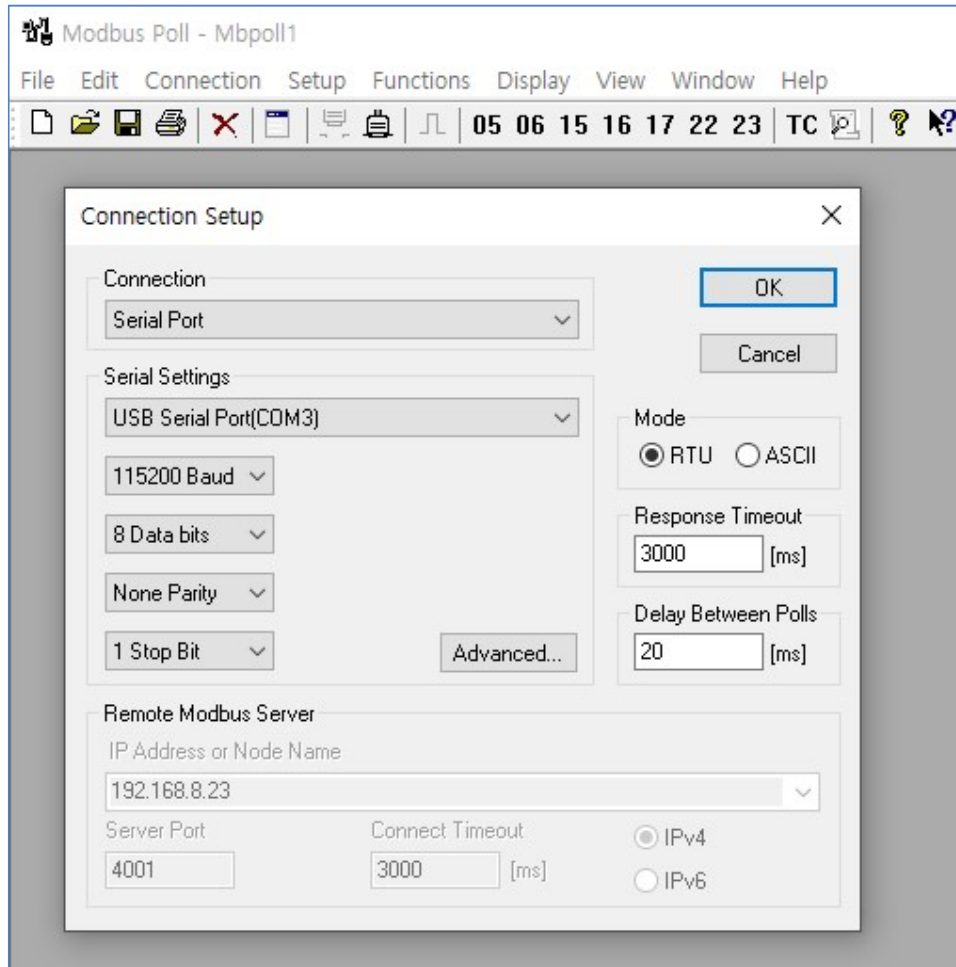 Modbus Poll - Mbpoll1
File Edit Connection Setup Functions Display View Window Help
05 06 15 16 17 22 23 TC
Connection Setup
Connection
Serial Port
OK
Cancel
Serial Settings
USB Serial Port(COM3)
Mode
RTU ASCII
115200 Baud
8 Data bits
Response Timeout
3000 [ms]
None Parity
Delay Between Polls
1 Stop Bit
Advanced...
20 [ms]
Remote Modbus Server
IP Address or Node Name
192.168.8.23
Server Port
Connect Timeout
IPv4
4001
3000 [ms]
IPv6